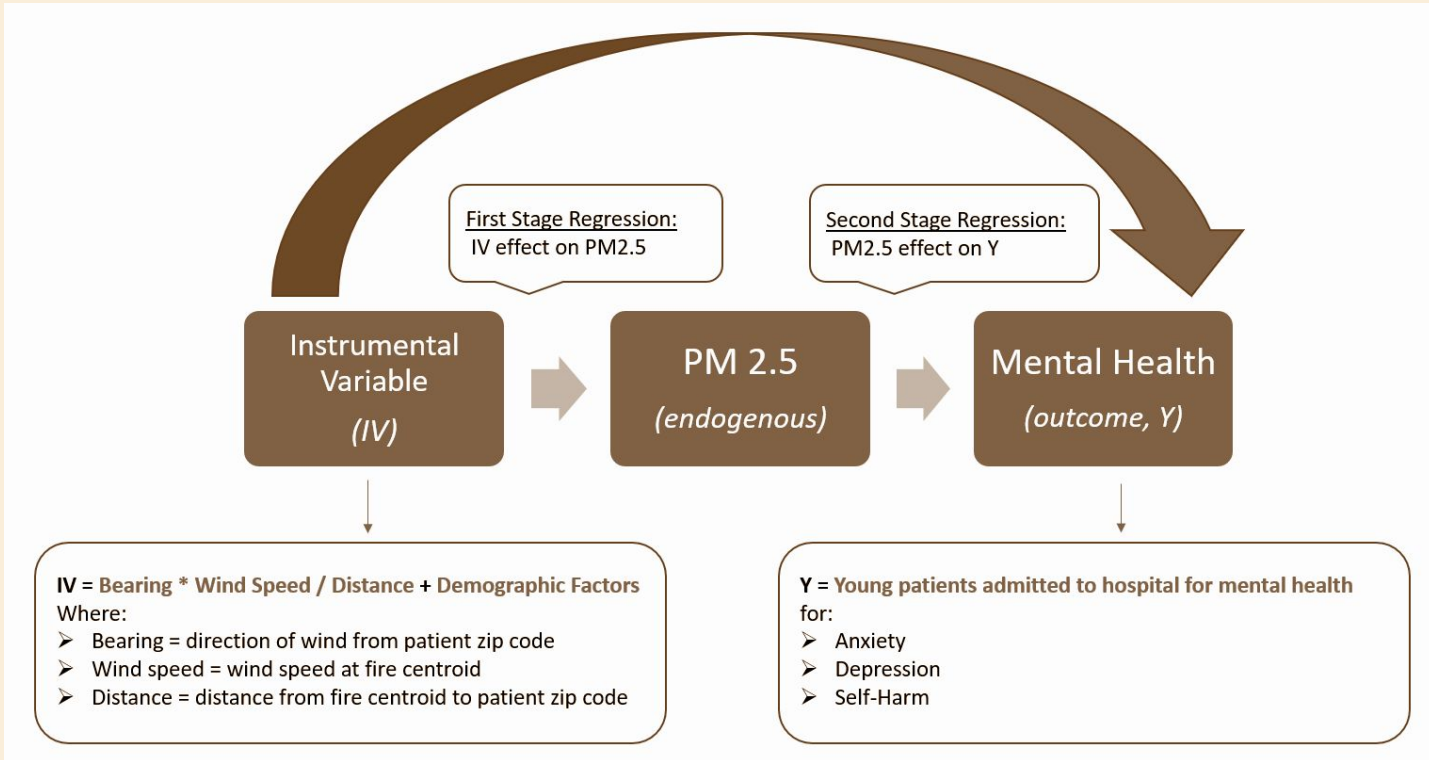 First Stage Regression:
IV effect on PM2.5
Second Stage Regression:
PM2.5 effect on Y
Instrumental
Variable
(IV)
PM 2.5
(endogenous)
Mental Health
(outcome, Y)
IV = Bearing * Wind Speed / Distance + Demographic Factors
Where:
➢ Bearing = direction of wind from patient zip code
➢ Wind speed = wind speed at fire centroid
➢ Distance = distance from fire centroid to patient zip code
Y = Young patients admitted to hospital for mental health
for:
➢ Anxiety
➢ Depression
➢ Self-Harm